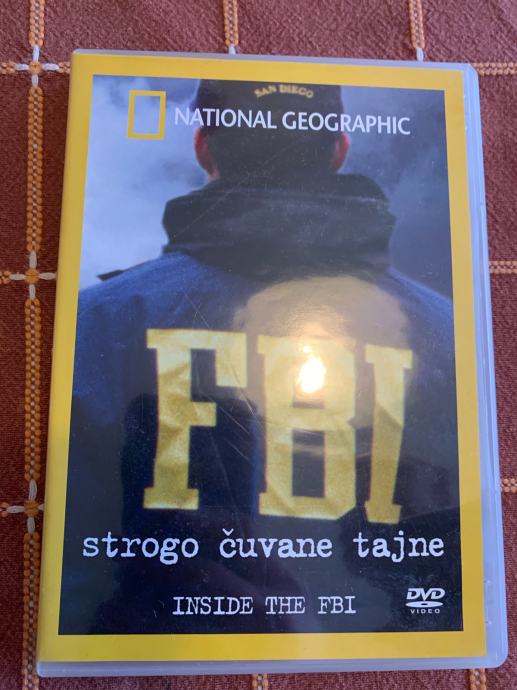 SAN DIEGO
NATIONAL GEOGRAPHIC
FBI
strogo čuvane tajne
INSIDE THE FBI
DVD
VIDEO